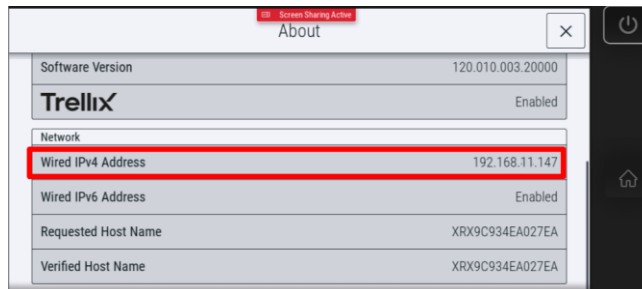 Screen Sharing Active
About
Software Version 120.010.003.20000
Trellix Enabled
Network
Wired IPv4 Address 192.168.11.147
Wired IPv6 Address Enabled
Requested Host Name XRX9C934EA027EA
Verified Host Name XRX9C934EA027EA